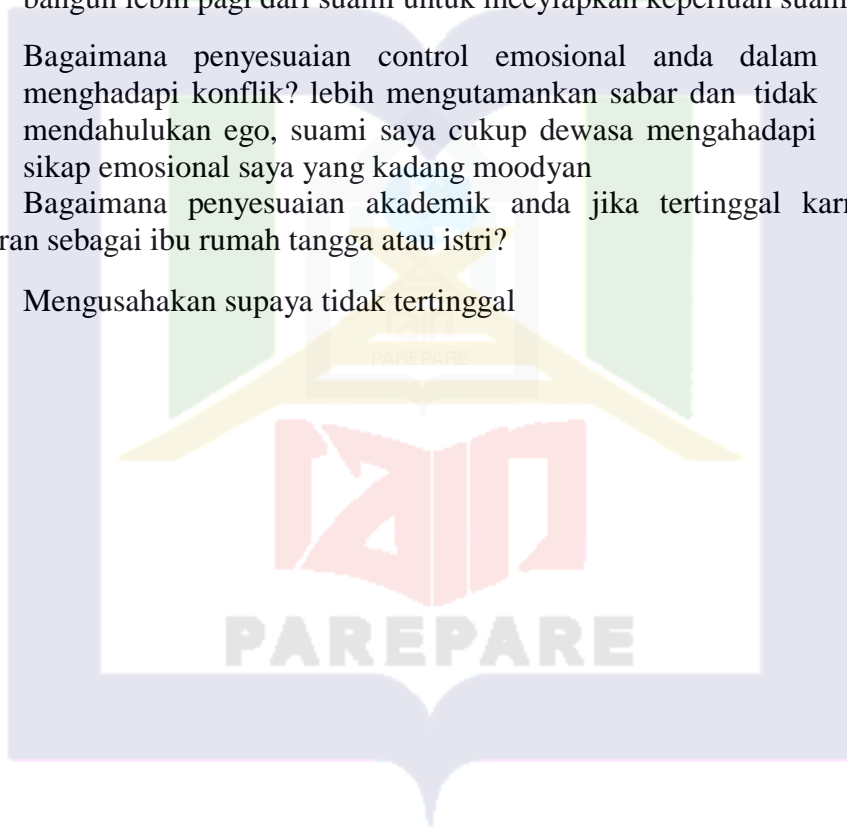 bangun lebih pagi dari suami untuk
keperluan suami
Bagaimana penyesuaian control emosional anda dalam
menghadapi konflik? lebih mengutamankan sabar dan tidak
mendahulukan ego, suami saya cukup dewasa mengahadapi
sikap emosional saya yang kadang moodyan
Bagaimana penyesuaian akademik anda jika tertinggal karn
ran sebagai ibu rumah tangga atau istri?
Mengusahakan supaya tidak tertinggal
PAREPARE
iain
PAREPARE